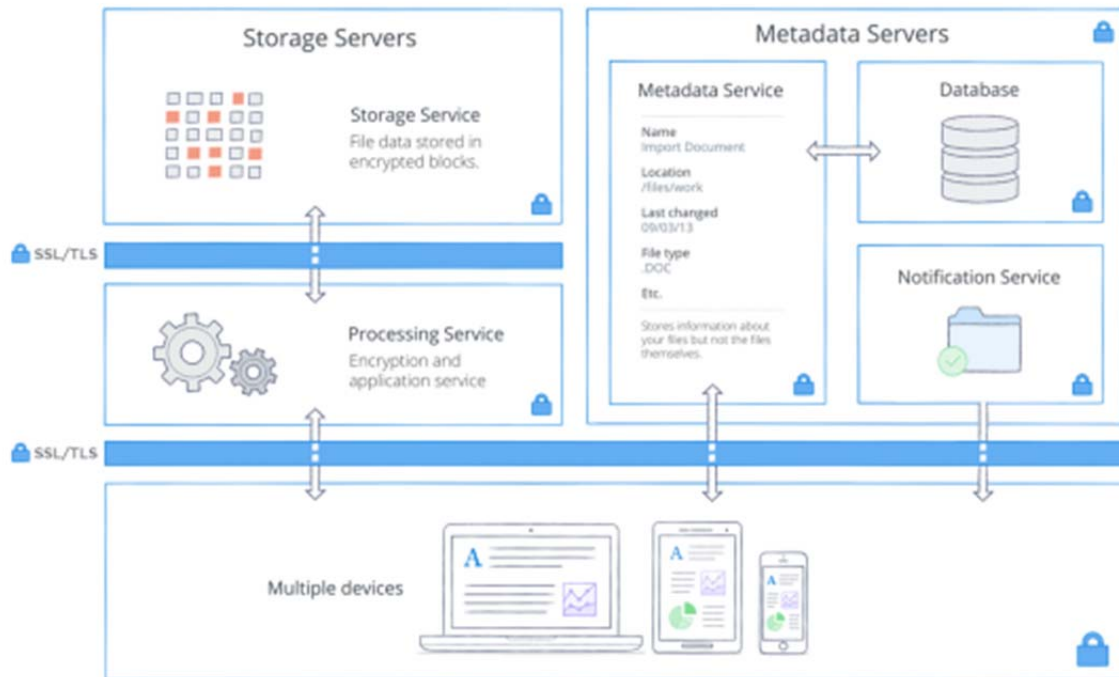 Storage Servers
Storage Service
File data stored in
encrypted blocks.
SSL/TLS
Processing Service
Encryption and
application service
SSL/TLS
Metadata Servers
Metadata Service
Name
Import Document
Location
/files/work
Last changed
09/03/13
File type
.DOC
Etc.
Stores information about
your files but not the files
themselves.
Database
Notification Service
Multiple devices
A
A
A